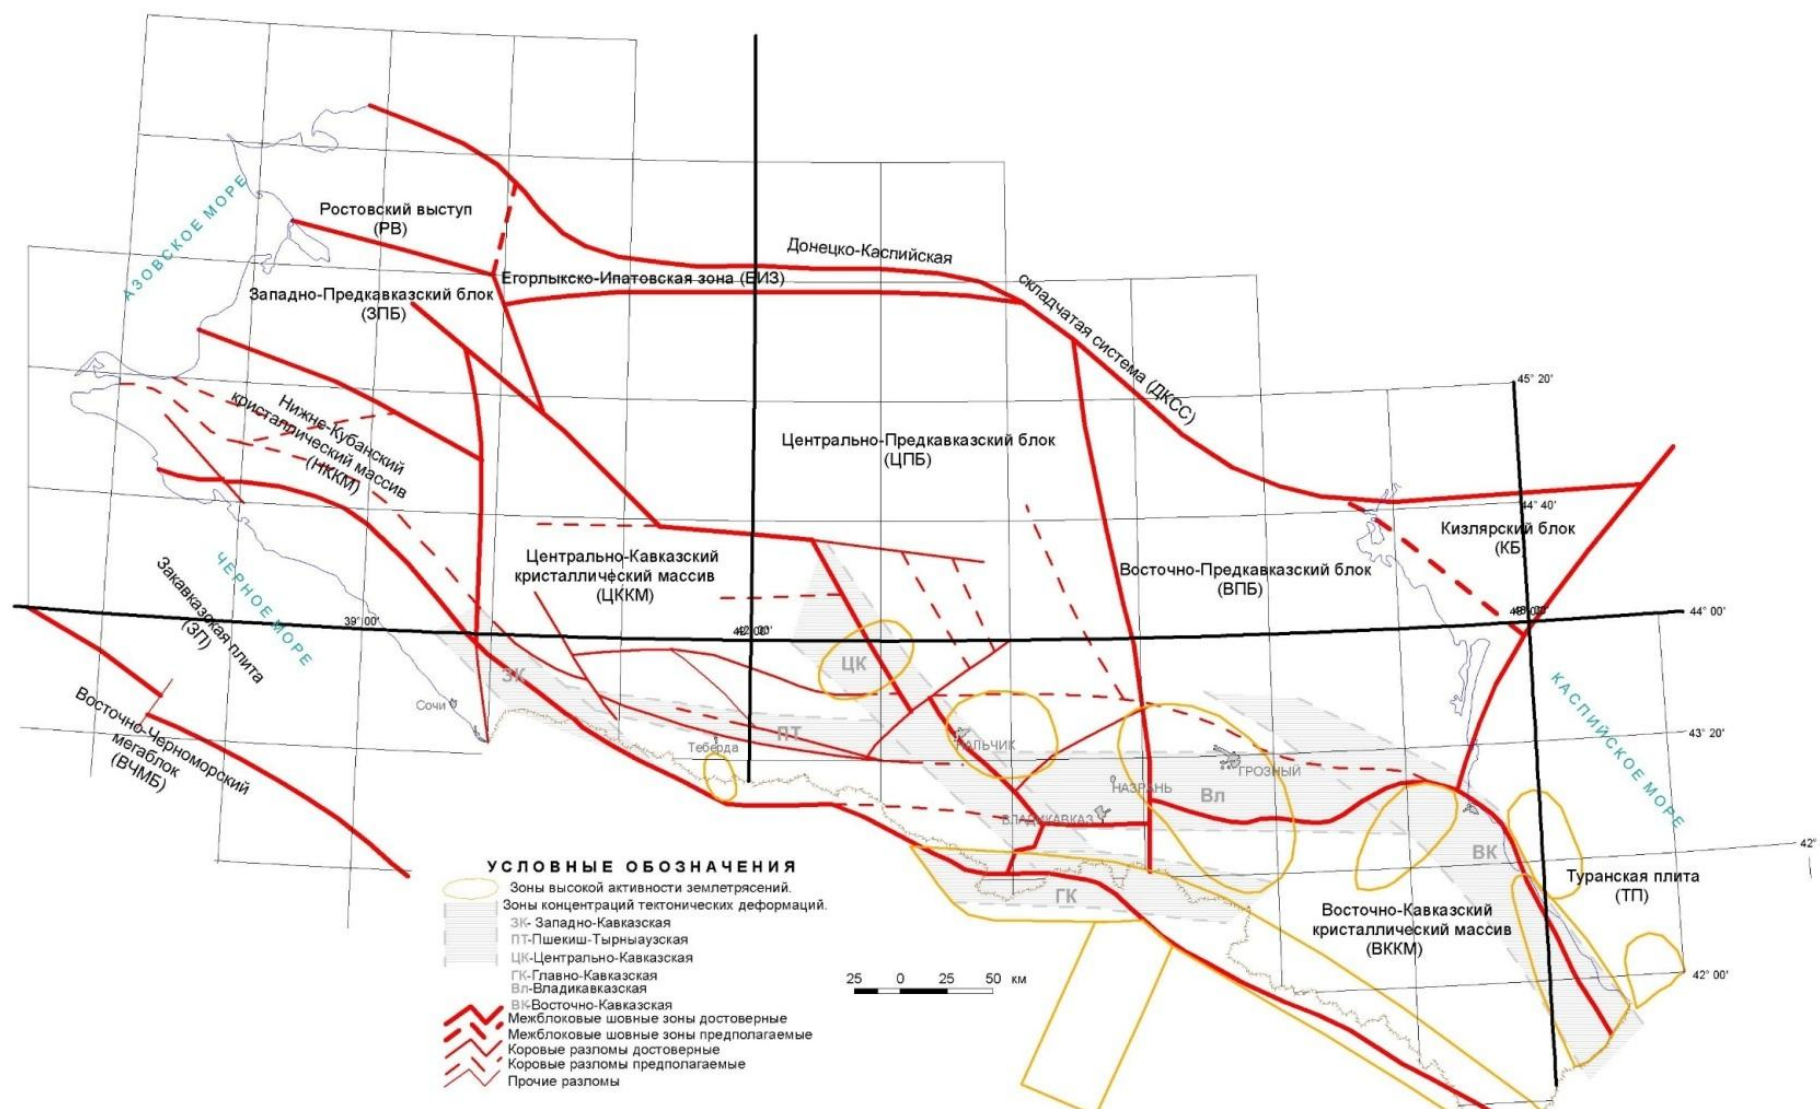 АЗОВСКОЕ МОРЕ
Ростовский выступ
(РВ)
Донецко-Каспийская
складчатая система (ДКСС)
Егорлыкско-Ипатовская зона (ЕИЗ)
Западно-Предкавказский блок
(ЗПБ)
45° 20'
Нижне-Кубанский
кристаллический массив
(НККМ)
Центрально-Предкавказский блок
(ЦПБ)
44° 40'
Кизлярский блок
(КБ)
Центрально-Кавказский
кристаллический массив
(ЦККМ)
Восточно-Предкавказский блок
(ВПБ)
ЧЕРНОЕ МОРЕ
Закавказская плита
(ЗП)
39° 00'
44° 00'
ЗК
ЦК
КАСПИЙСКОЕ МОРЕ
Восточно-Черноморский
мегаблок
(ВЧМБ)
Сочи
Теберда
ПТ
НАЛЬЧИК
43° 20'
ГРОЗНЫЙ
НАЗРАНЬ
Вл
ВЛАДИКАВКАЗ
42°
ВК
Туранская плита
(ТП)
ГК
Восточно-Кавказский
кристаллический массив
(ВККМ)
42° 00'
УСЛОВНЫЕ ОБОЗНАЧЕНИЯ
Зоны высокой активности землетрясений.
Зоны концентраций тектонических деформаций.
ЗК- Западно-Кавказская
ПТ-Пшекиш-Тырныаузская
ЦК-Центрально-Кавказская
ГК-Главно-Кавказская
Вл-Владикавказская
ВК-Восточно-Кавказская
Межблоковые шовные зоны достоверные
Межблоковые шовные зоны предполагаемые
Коровые разломы достоверные
Коровые разломы предполагаемые
Прочие разломы
25 0 25 50 км